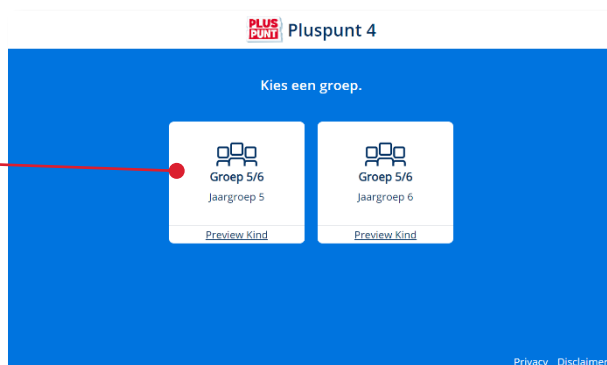 PLUS PUNT Pluspunt 4
Kies een groep.
Groep 5/6
Jaargroep 5
Preview Kind
Groep 5/6
Jaargroep 6
Preview Kind
Privacy Disclaimer